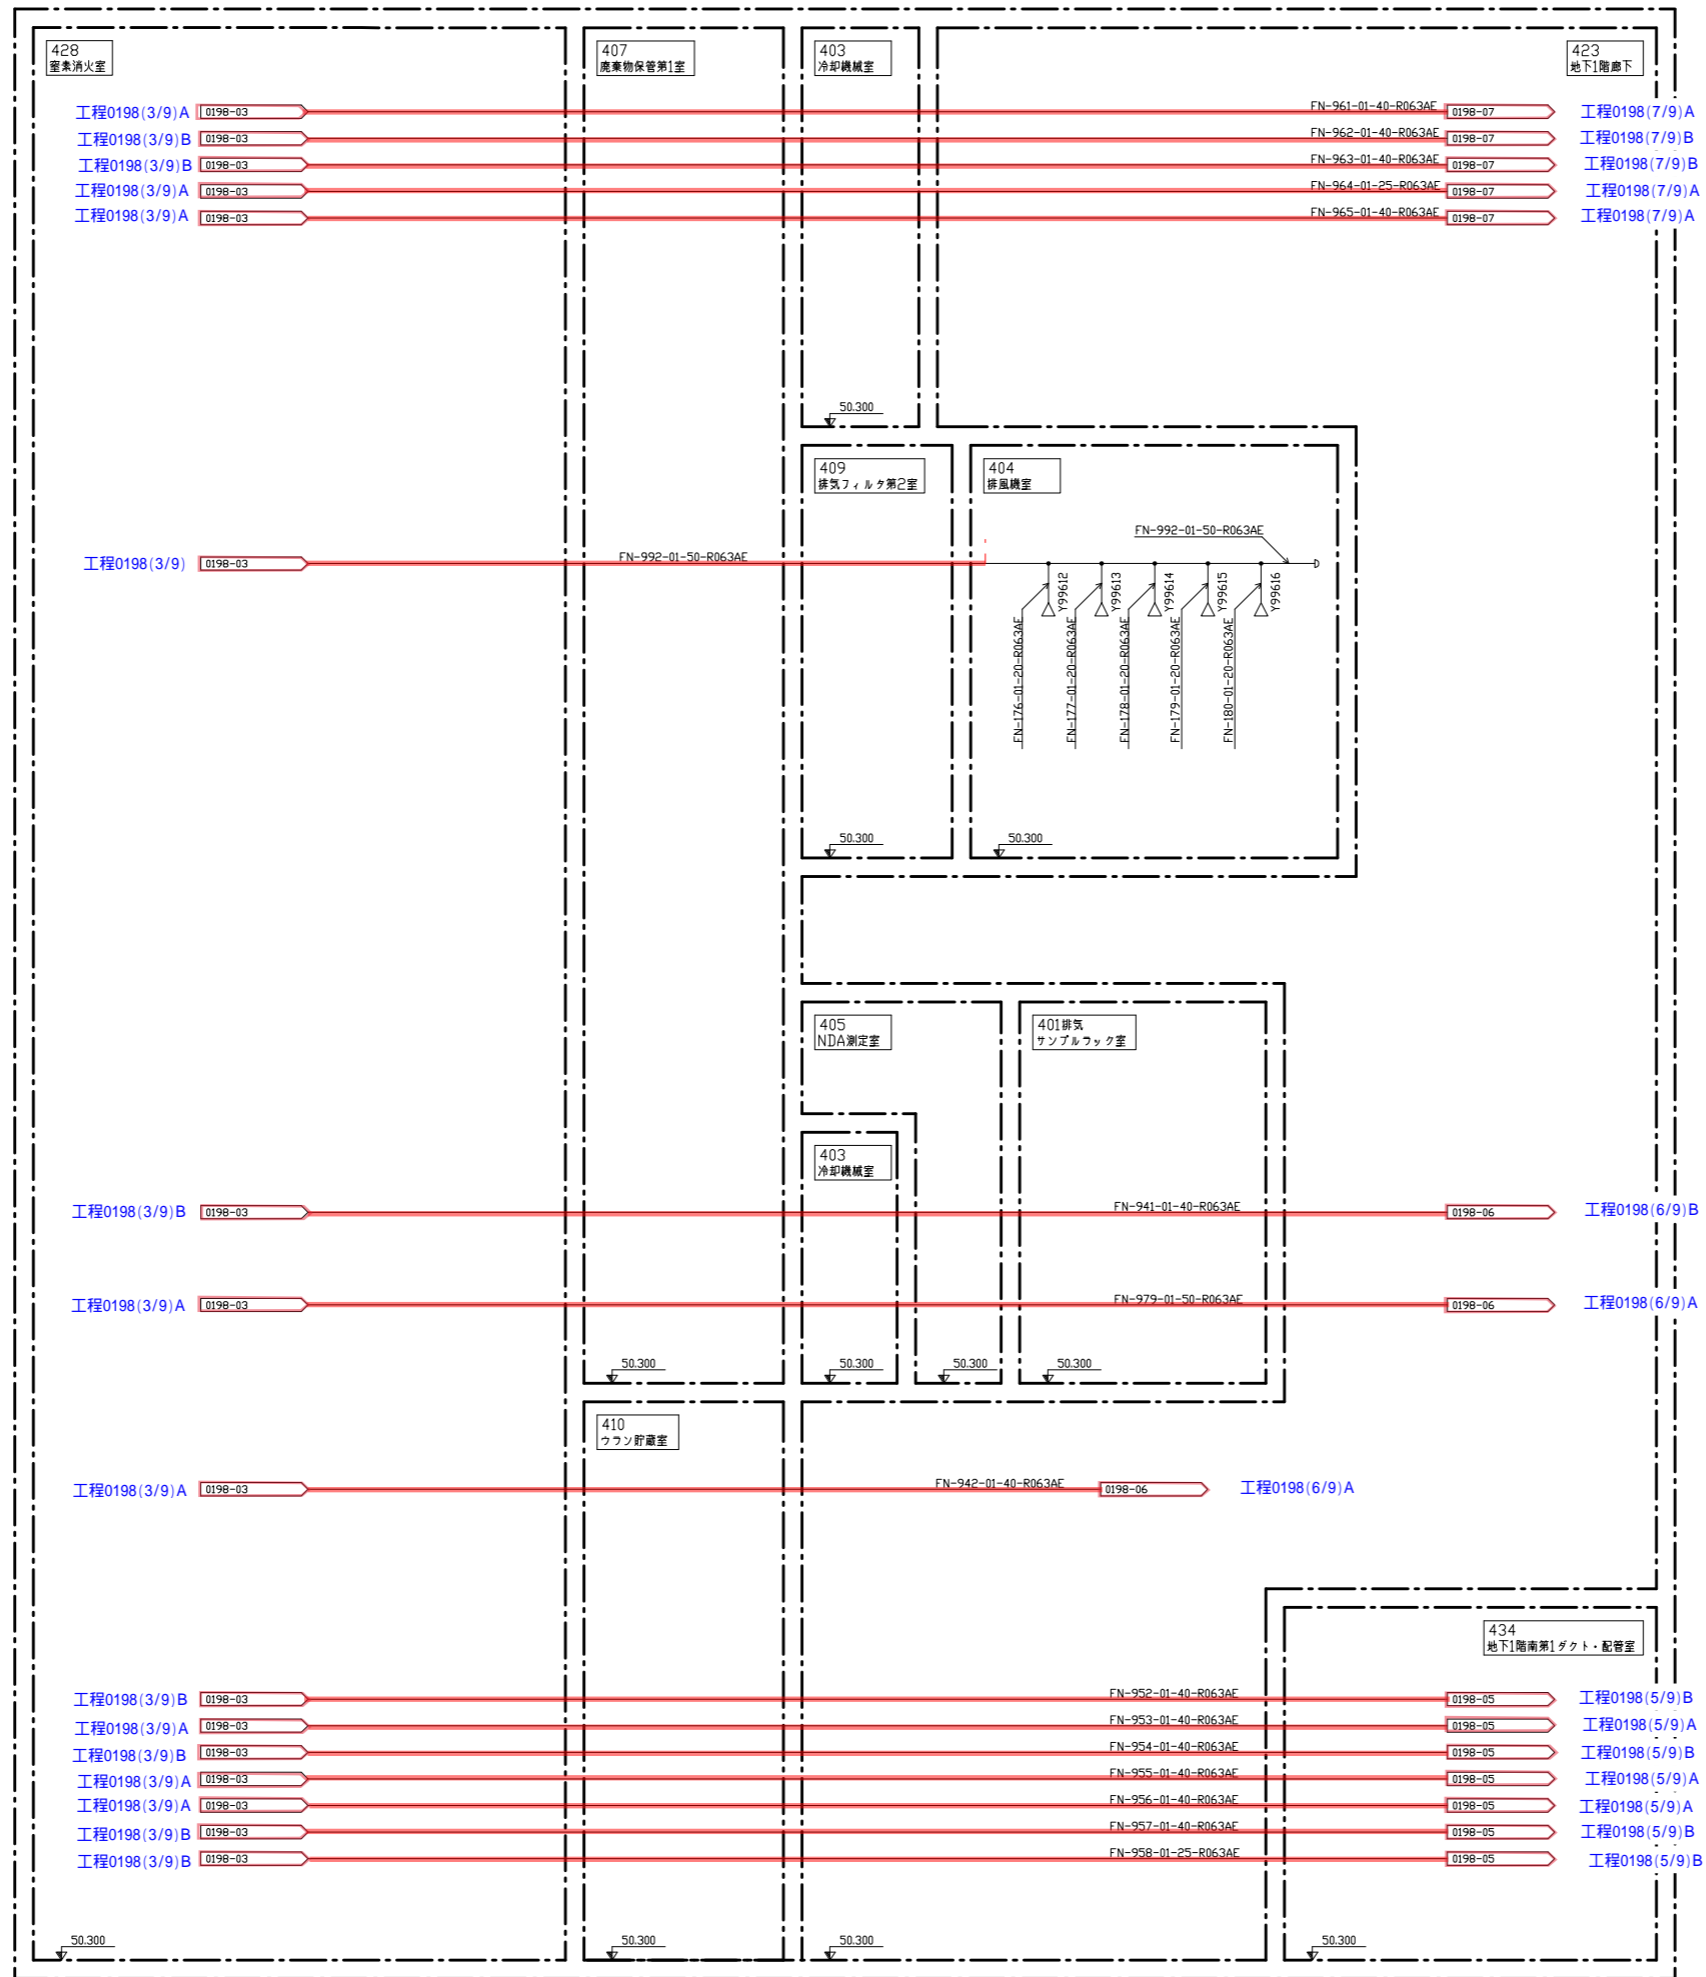 428
窒素消火室
407
廃棄物保管第1室
403
冷却機械室
423
地下1階廊下
工程0198(3/9)A 0198-03 FN-961-01-40-R063AE 0198-07 工程0198(7/9)A
工程0198(3/9)B 0198-03 FN-962-01-40-R063AE 0198-07 工程0198(7/9)B
工程0198(3/9)B 0198-03 FN-963-01-40-R063AE 0198-07 工程0198(7/9)B
工程0198(3/9)A 0198-03 FN-964-01-25-R063AE 0198-07 工程0198(7/9)A
工程0198(3/9)A 0198-03 FN-965-01-40-R063AE 0198-07 工程0198(7/9)A
50.300
409
排気フィルタ第2室
404
排風機室
工程0198(3/9) 0198-03 FN-992-01-50-R063AE FN-992-01-50-R063AE
Y99612
Y99613
Y99614
Y99615
Y99616
FN-176-01-20-R063AE
FN-177-01-20-R063AE
FN-178-01-20-R063AE
FN-179-01-20-R063AE
FN-180-01-20-R063AE
50.300 50.300
405
NDA測定室
401排気
サンプルラック室
403
冷却機械室
工程0198(3/9)B 0198-03 FN-941-01-40-R063AE 0198-06 工程0198(6/9)B
工程0198(3/9)A 0198-03 FN-979-01-50-R063AE 0198-06 工程0198(6/9)A
50.300 50.300 50.300 50.300
410
ウラン貯蔵室
工程0198(3/9)A 0198-03 FN-942-01-40-R063AE 0198-06 工程0198(6/9)A
434
地下1階南第1ダクト・配管室
工程0198(3/9)B 0198-03 FN-952-01-40-R063AE 0198-05 工程0198(5/9)B
工程0198(3/9)A 0198-03 FN-953-01-40-R063AE 0198-05 工程0198(5/9)A
工程0198(3/9)B 0198-03 FN-954-01-40-R063AE 0198-05 工程0198(5/9)B
工程0198(3/9)A 0198-03 FN-955-01-40-R063AE 0198-05 工程0198(5/9)A
工程0198(3/9)A 0198-03 FN-956-01-40-R063AE 0198-05 工程0198(5/9)A
工程0198(3/9)B 0198-03 FN-957-01-40-R063AE 0198-05 工程0198(5/9)B
工程0198(3/9)B 0198-03 FN-958-01-25-R063AE 0198-05 工程0198(5/9)B
50.300 50.300 50.300 50.300